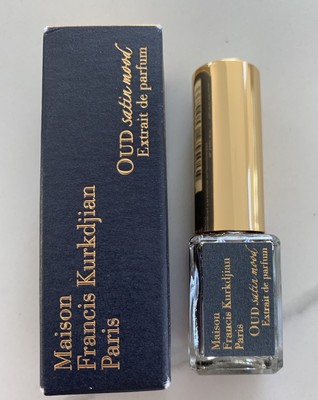 Maison
Francis Kurkdjian
Paris
OUD satin mood
Extrait de parfum
Maison
Francis Kurkdjian
Paris
OUD satin mood
Extrait de parfum